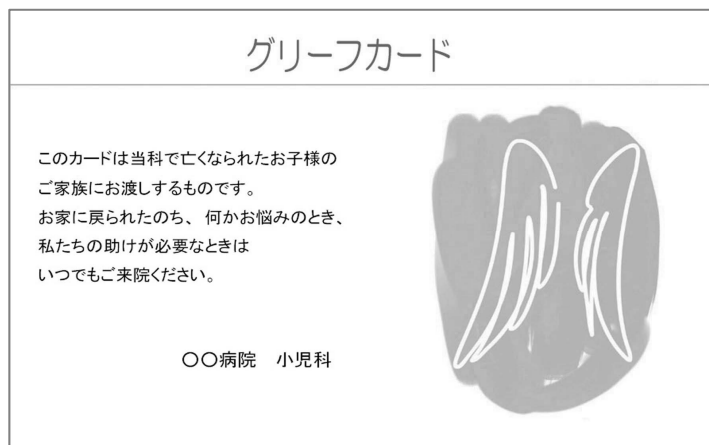 グリーフカード
このカードは当科で亡くなられたお子様の
ご家族にお渡しするものです。
お家に戻られたのち、何かお悩みのとき、
私たちの助けが必要なときは
いつでもご来院ください。
〇〇病院　小児科